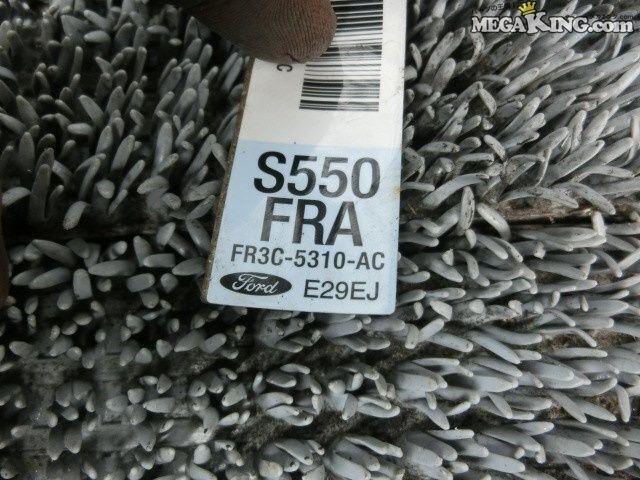 MEGAKING.com
C
S550
FRA
FR3C-5310-AC
Ford E29EJ